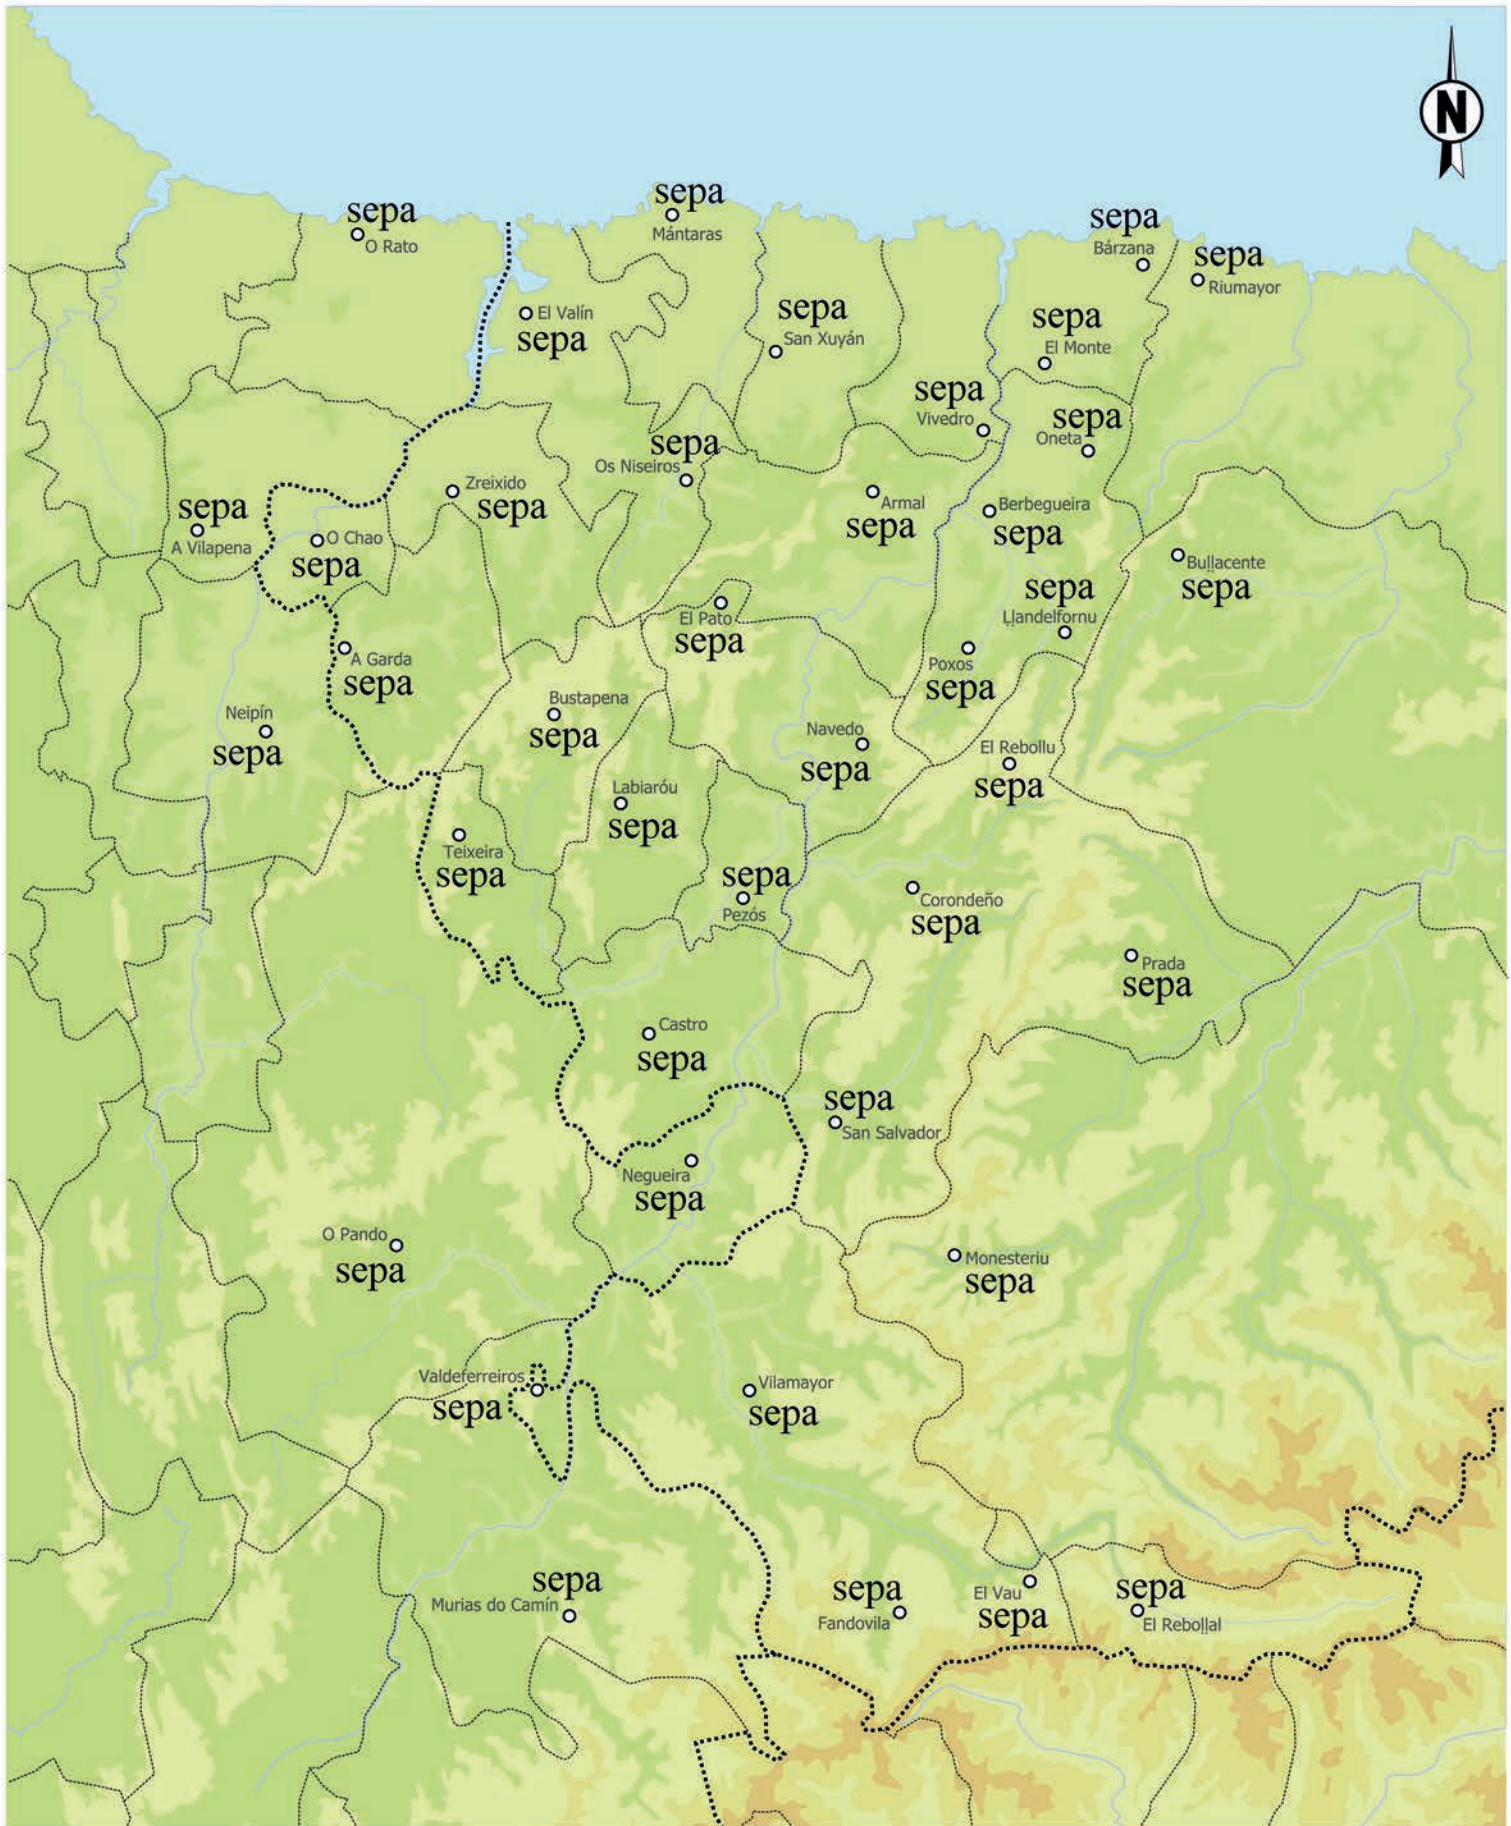 N
sepa
Mántaras
sepa
O Rato
sepa
Bárzana
sepa
Riumayor
El Valín
sepa
sepa
San Xuyán
sepa
El Monte
sepa
Vivedro
sepa
Oneta
sepa
Os Niseiros
Zreixido
sepa
Armal
sepa
Berbegueira
sepa
sepa
A Vilapena
O Chao
sepa
Buḷḷacente
sepa
sepa
Ḷḷandelfornu
El Pato
sepa
A Garda
sepa
Poxos
sepa
Bustapena
sepa
Neipín
sepa
Navedo
sepa
El Rebollu
sepa
Labiaróu
sepa
Teixeira
sepa
sepa
Pezós
Corondeño
sepa
Prada
sepa
Castro
sepa
sepa
San Salvador
Negueira
sepa
O Pando
sepa
Monesteriu
sepa
Valdeferreiros
sepa
Vilamayor
sepa
sepa
Murias do Camín
sepa
Fandovila
El Vau
sepa
sepa
El Reboḷḷal